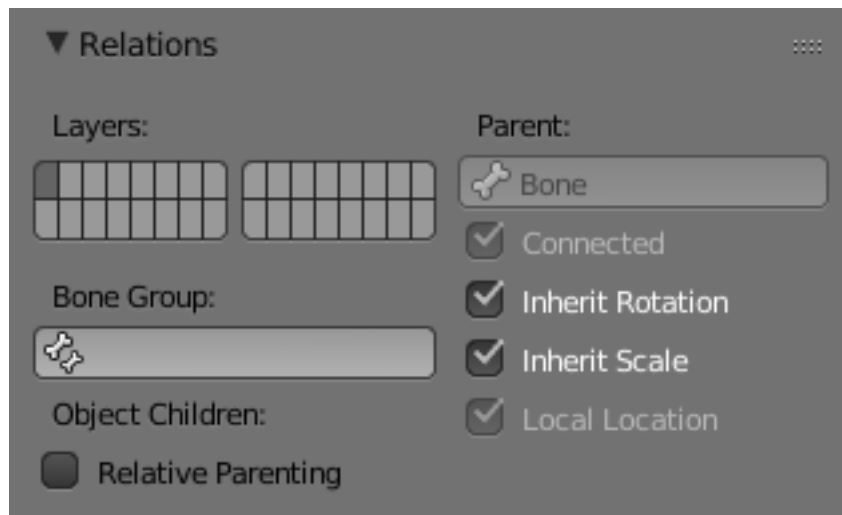 Relations
Layers:
Bone Group:
Object Children:
Relative Parenting
Parent:
Bone
Connected
Inherit Rotation
Inherit Scale
Local Location